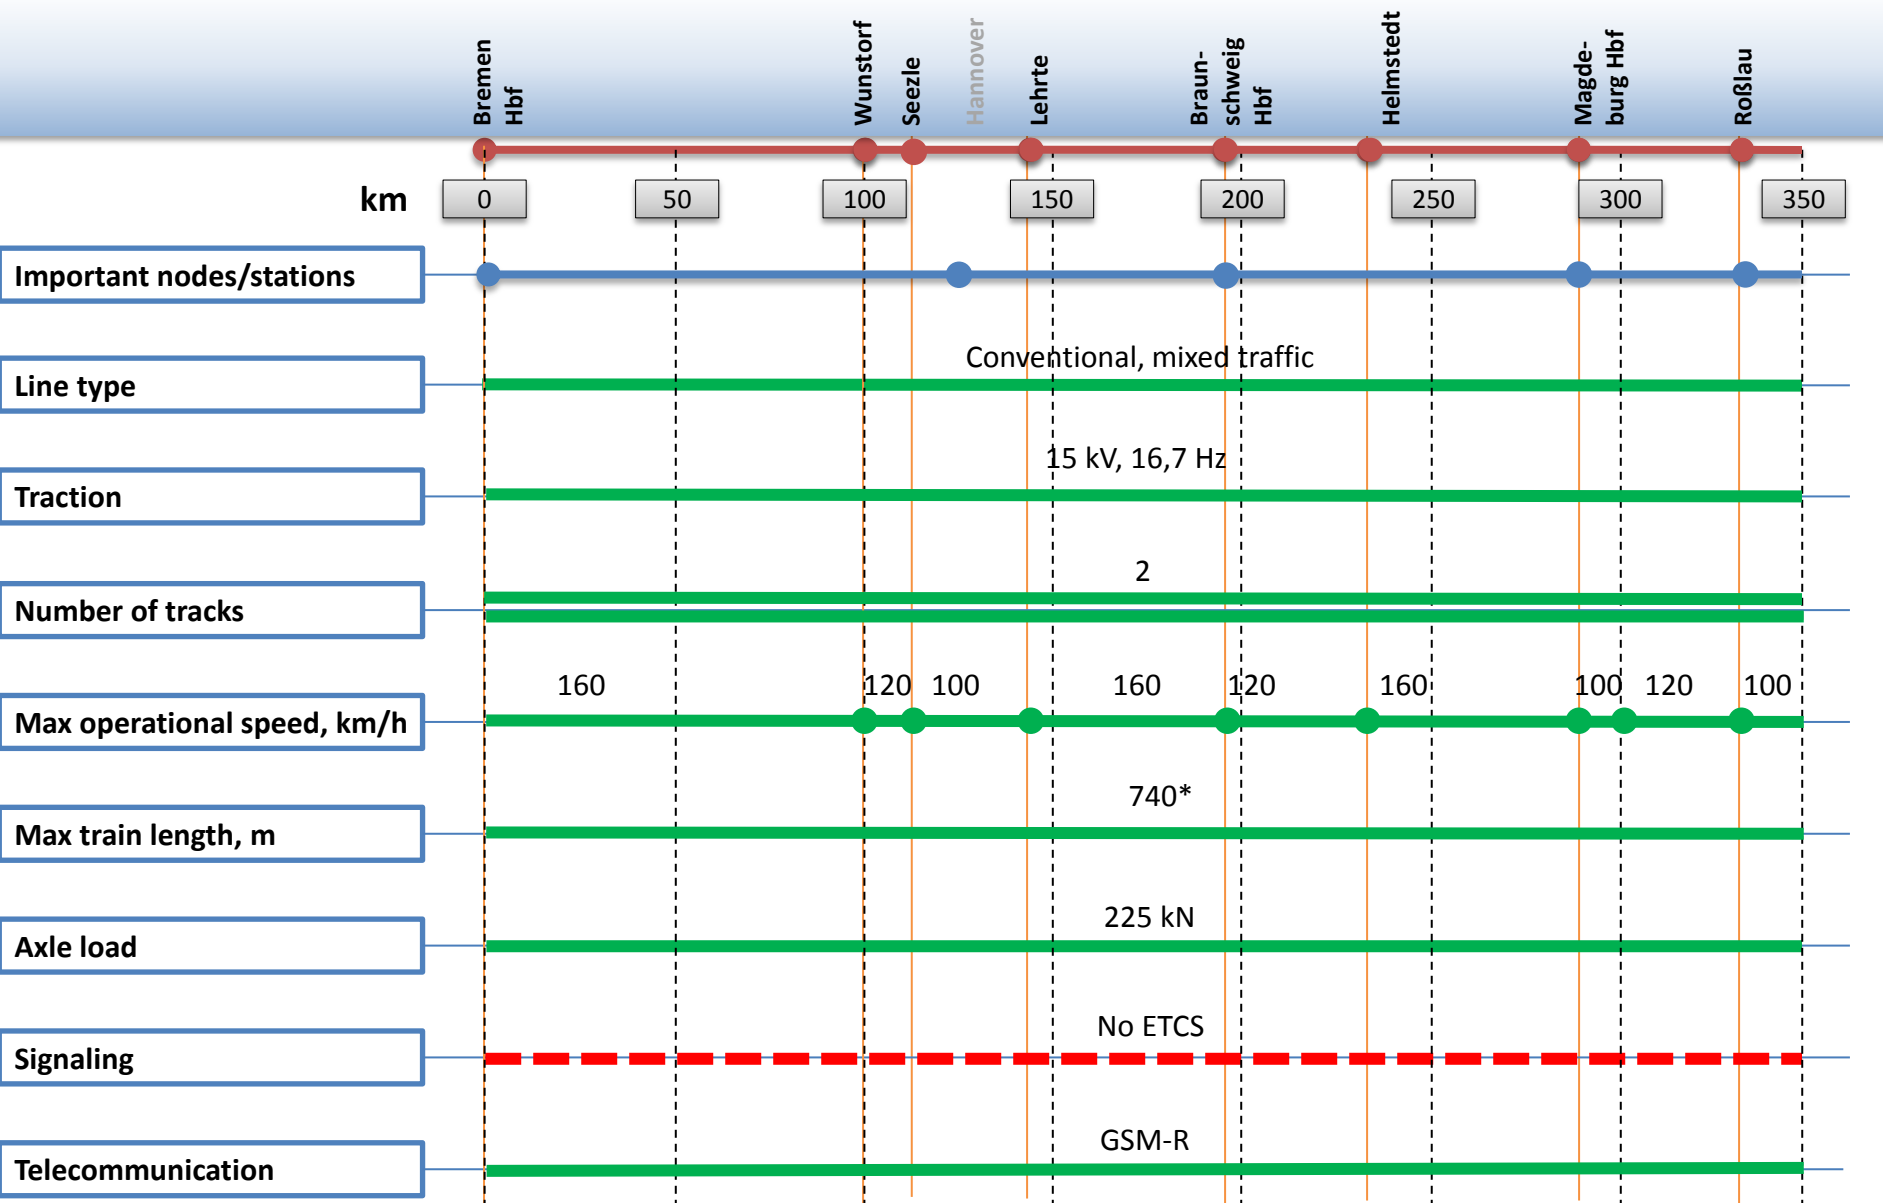 Bremen
Hbf
Wunstorf
Seezle
Hannover
Lehrte
Braun-
schweig
Hbf
Helmstedt
Magde-
burg Hbf
Roßlau
km 0 50 100 150 200 250 300 350
Important nodes/stations
Conventional, mixed traffic
Line type
15 kV, 16,7 Hz
Traction
2
Number of tracks
160 120 100 160 120 160 100 120 100
Max operational speed, km/h
740*
Max train length, m
225 kN
Axle load
No ETCS
Signaling
GSM-R
Telecommunication